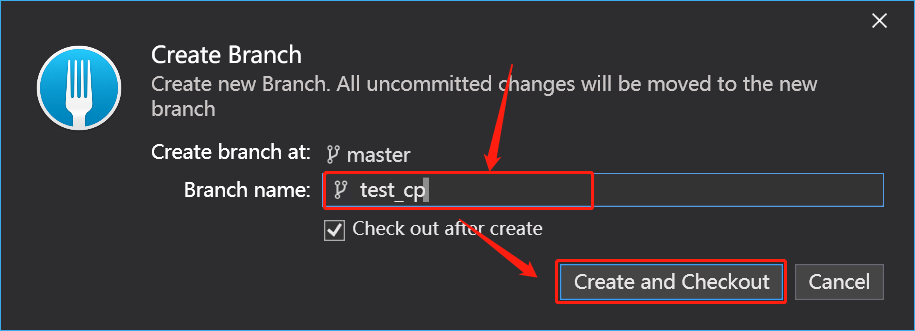 Create Branch
Create new Branch. All uncommitted changes will be moved to the new
branch
Create branch at: master
Branch name: test_cp
Check out after create
Create and Checkout Cancel